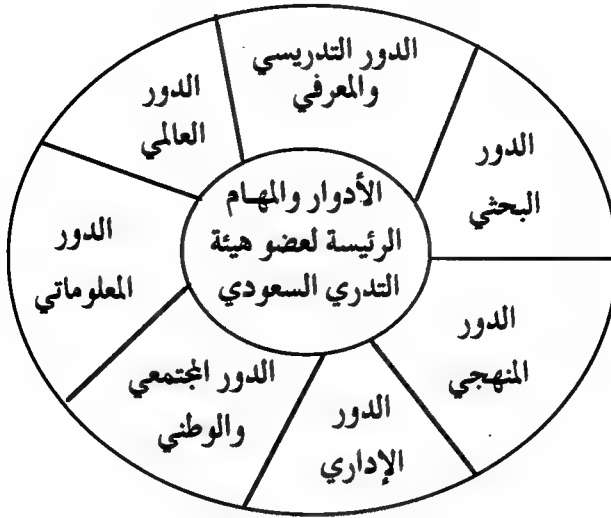 الدور التدريسي
والمعرفي
الدور
البحثي
الدور
المنهجي
الدور
الإداري
الدور المجتمعي
والوطني
الدور
المعلوماتي
الدور
العالمي
الأدوار والمهام
الرئيسة لعضو هيئة
التدري السعودي